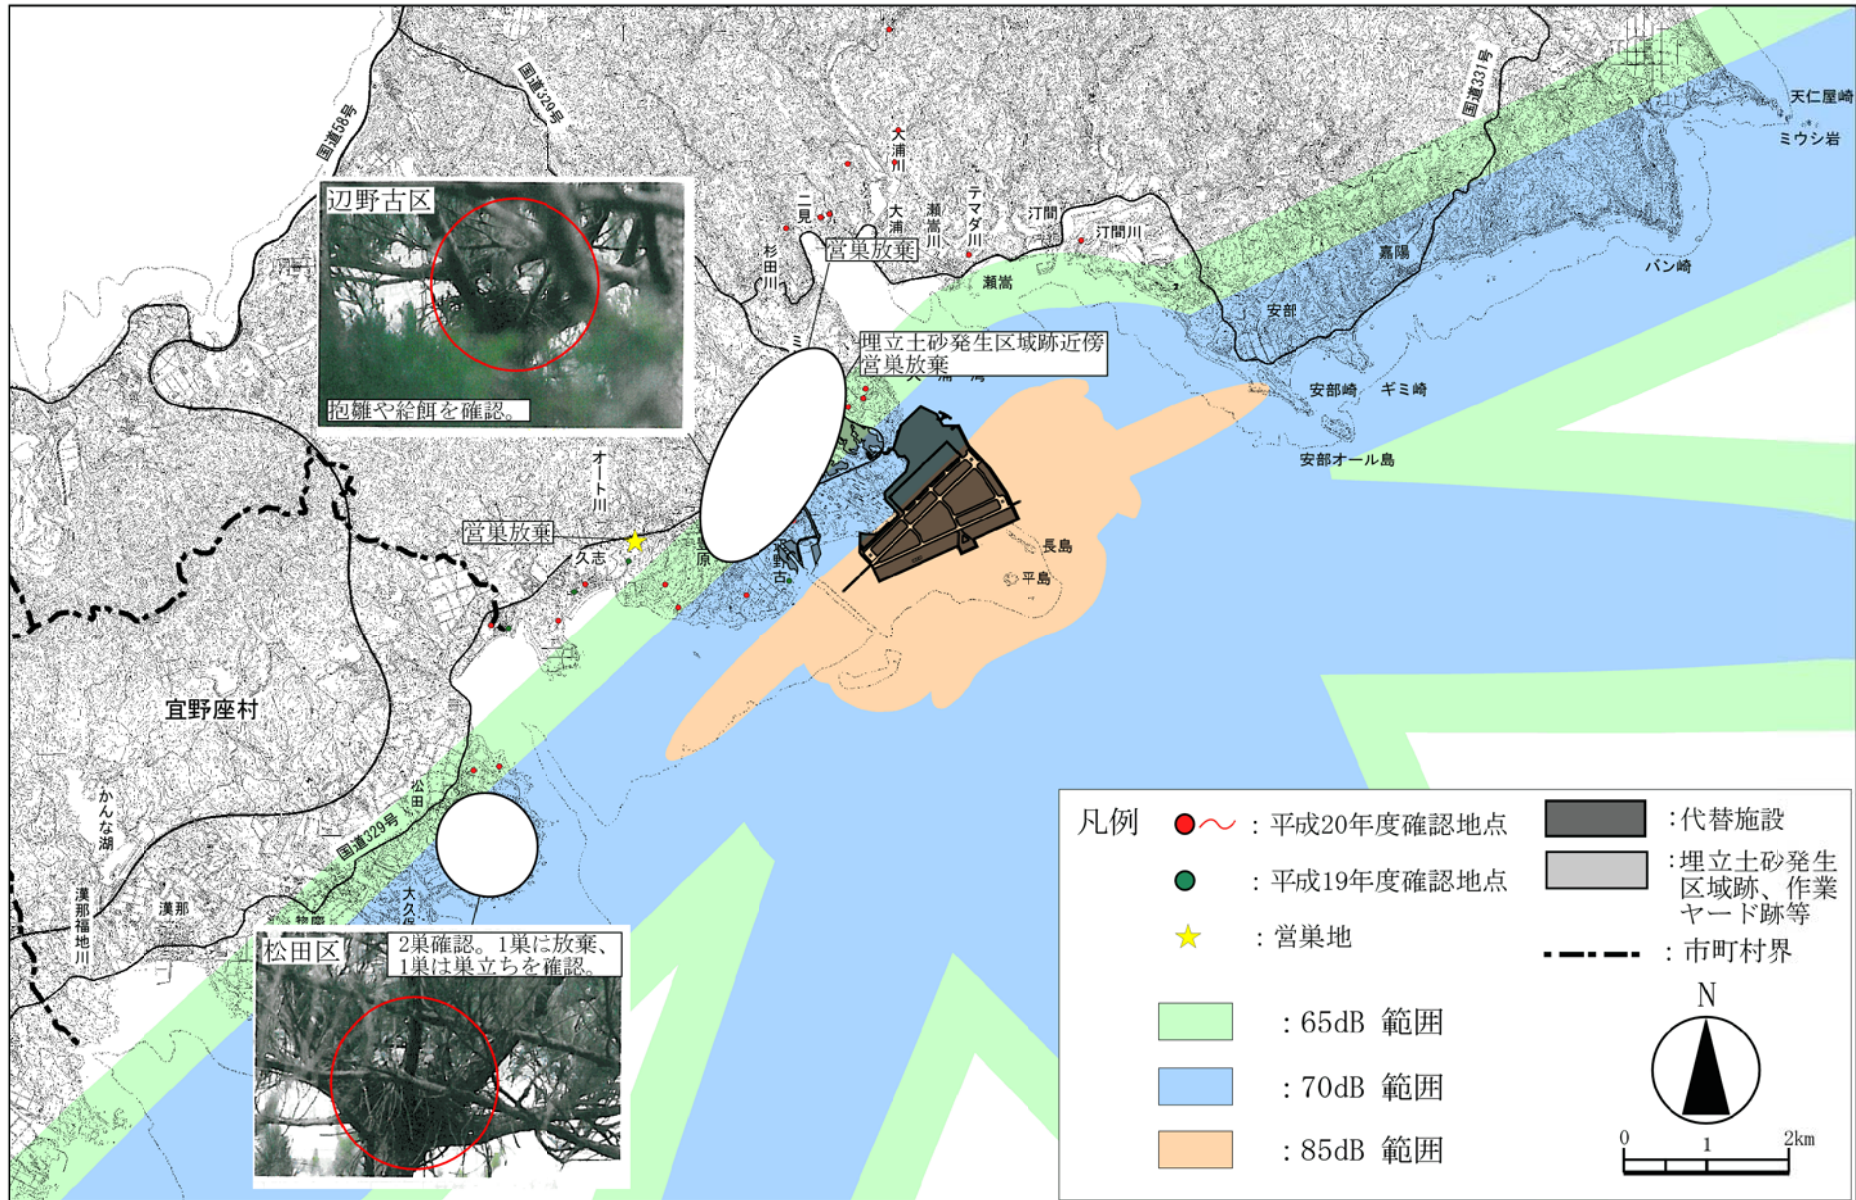 国道58号
国道329号
国道331号
天仁屋崎
ミウシ岩
バン崎
嘉陽
安部
安部崎
ギミ崎
安部オール島
大浦川
二見
大浦
瀬嵩川
テマダ川
汀間
汀間川
杉田川
瀬嵩
営巣放棄
埋立土砂発生区域跡近傍
営巣放棄
辺野古区
抱雛や給餌を確認。
オート川
営巣放棄
久志
原
野古
長島
平島
宜野座村
かんな湖
松田
国道329号
漢那福地川
漢那
大久保
松田区
2巣確認。1巣は放棄、
1巣は巣立ちを確認。
凡例
：平成20年度確認地点
：平成19年度確認地点
：営巣地
：65dB 範囲
：70dB 範囲
：85dB 範囲
：代替施設
：埋立土砂発生
区域跡、作業
ヤード跡等
：市町村界
N
0 1 2km